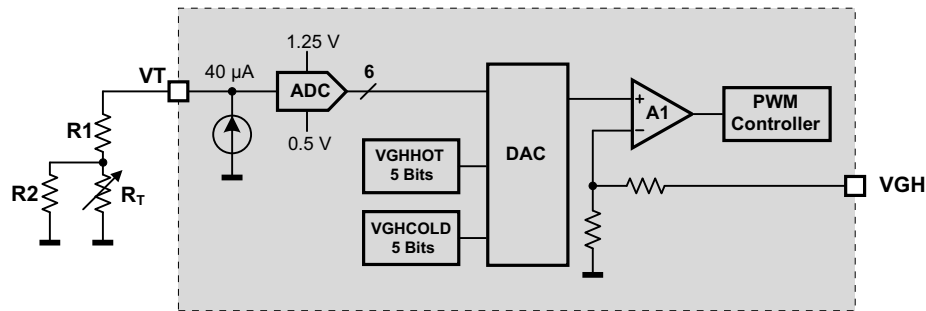 1.25 V
VT
40 µA
ADC
6
0.5 V
R1
R2
RT
VGHHOT
5 Bits
VGHCOLD
5 Bits
DAC
+
A1
–
PWM
Controller
VGH